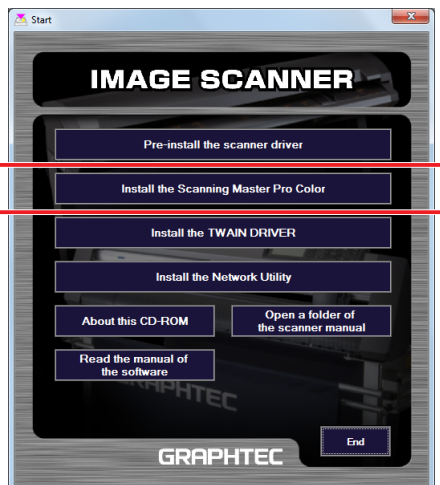 Start
IMAGE SCANNER
Pre-install the scanner driver
Install the Scanning Master Pro Color
Install the TWAIN DRIVER
Install the Network Utility
About this CD-ROM
Open a folder of
the scanner manual
Read the manual of
the software
GRAPHTEC
End
GRAPHTEC